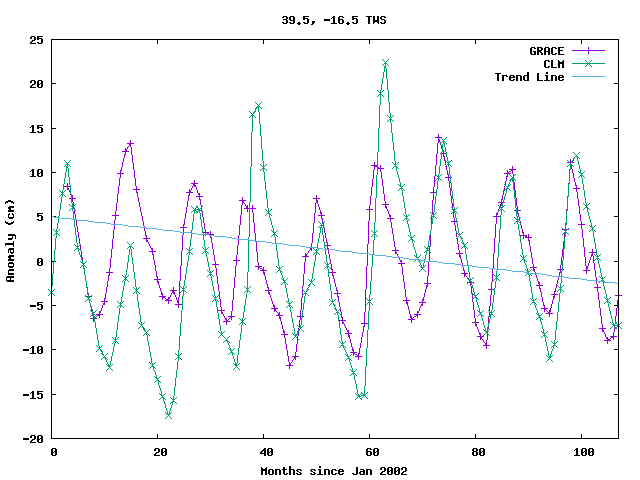 39.5, -16.5 TWS
GRACE
CLM
Trend Line
Anomaly (cm)
25
20
15
10
5
0
-5
-10
-15
-20
0 20 40 60 80 100
Months since Jan 2002